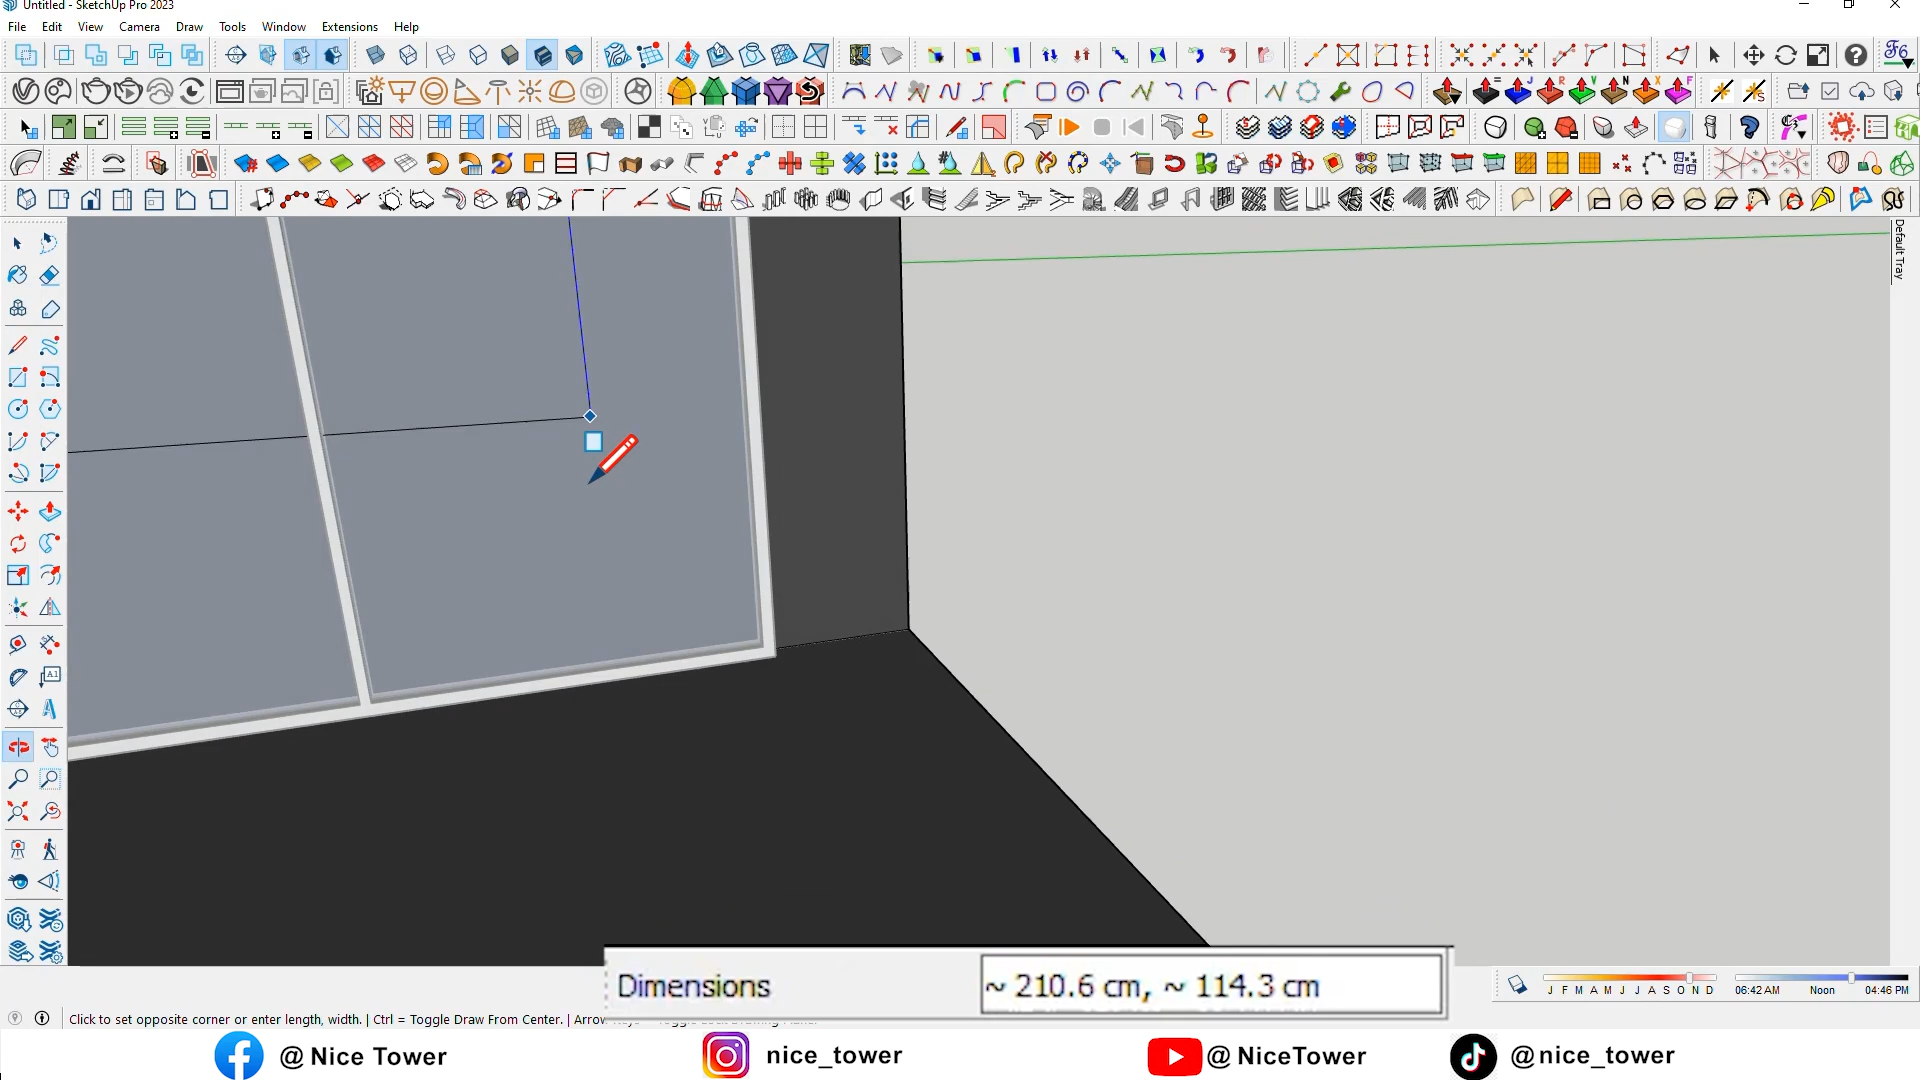 Untitled - SketchUp Pro 2023
File Edit View Camera Draw Tools Window Extensions Help
Default Tray
Dimensions ~ 210.6 cm, ~ 114.3 cm
J F M A M J J A S O N D 06:42 AM Noon 04:46 PM
Click to set opposite corner or enter length, width. | Ctrl = Toggle Draw From Center. | Arrow
@ Nice Tower nice_tower @ NiceTower @nice_tower